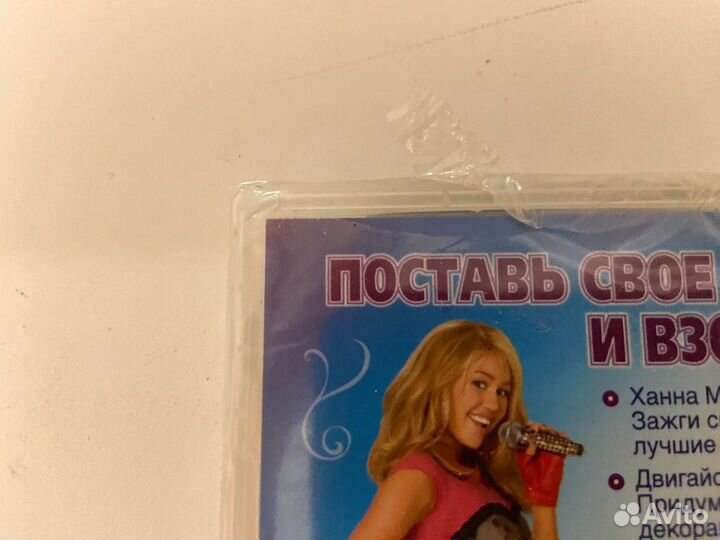 ПОСТАВЬ СВОЕ
И ВЗ
Ханна М
Зажги с
лучшие
Двигайс
Придум
декора
Avito